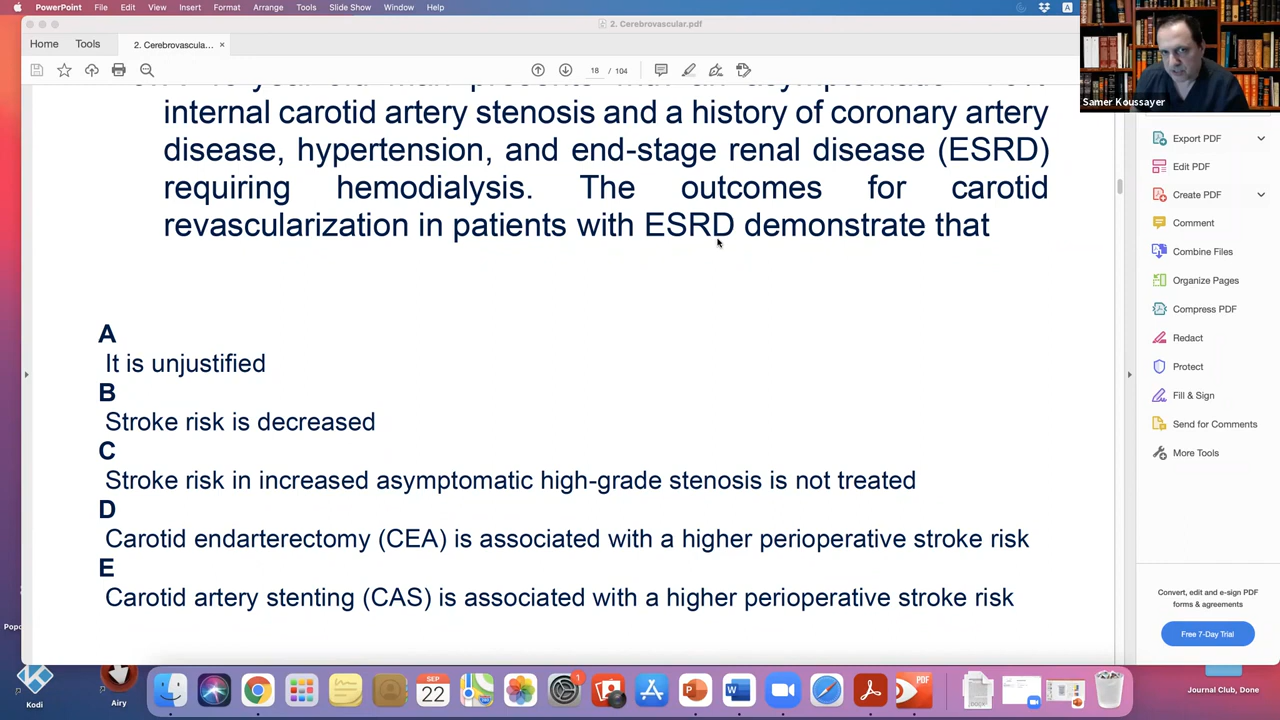 PowerPoint File Edit View Insert Format Arrange Tools Slide Show Window Help
2. Cerebrovascular.pdf
Home Tools 2. Cerebrovascula... ×
18 / 104
internal carotid artery stenosis and a history of coronary artery
disease, hypertension, and end-stage renal disease (ESRD)
requiring hemodialysis. The outcomes for carotid
revascularization in patients with ESRD demonstrate that
A
It is unjustified
B
Stroke risk is decreased
C
Stroke risk in increased asymptomatic high-grade stenosis is not treated
D
Carotid endarterectomy (CEA) is associated with a higher perioperative stroke risk
E
Carotid artery stenting (CAS) is associated with a higher perioperative stroke risk
Samer Koussayer
Export PDF
Edit PDF
Create PDF
Comment
Combine Files
Organize Pages
Compress PDF
Redact
Protect
Fill & Sign
Send for Comments
More Tools
Convert, edit and e-sign PDF
forms & agreements
Free 7-Day Trial
Kodi
Airy
SEP
22
1
PDF
Journal Club, Done